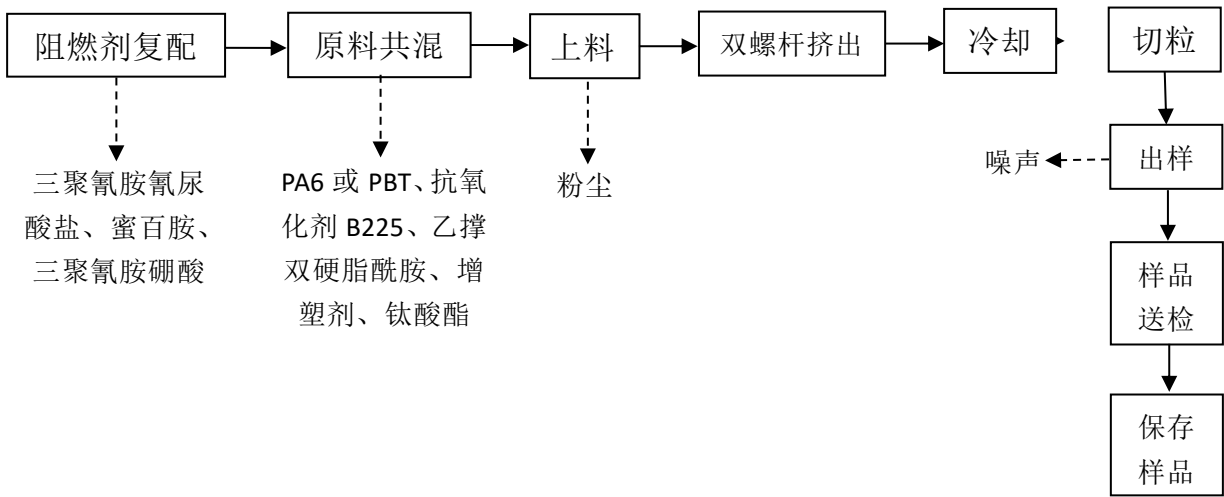 阻燃剂复配
原料共混
上料
双螺杆挤出
冷却
切粒
三聚氰胺氰尿
酸盐、蜜百胺、
三聚氰胺硼酸
PA6 或 PBT、抗氧
化剂 B225、乙撑
双硬脂酰胺、增
塑剂、钛酸酯
粉尘
噪声
出样
样品
送检
保存
样品